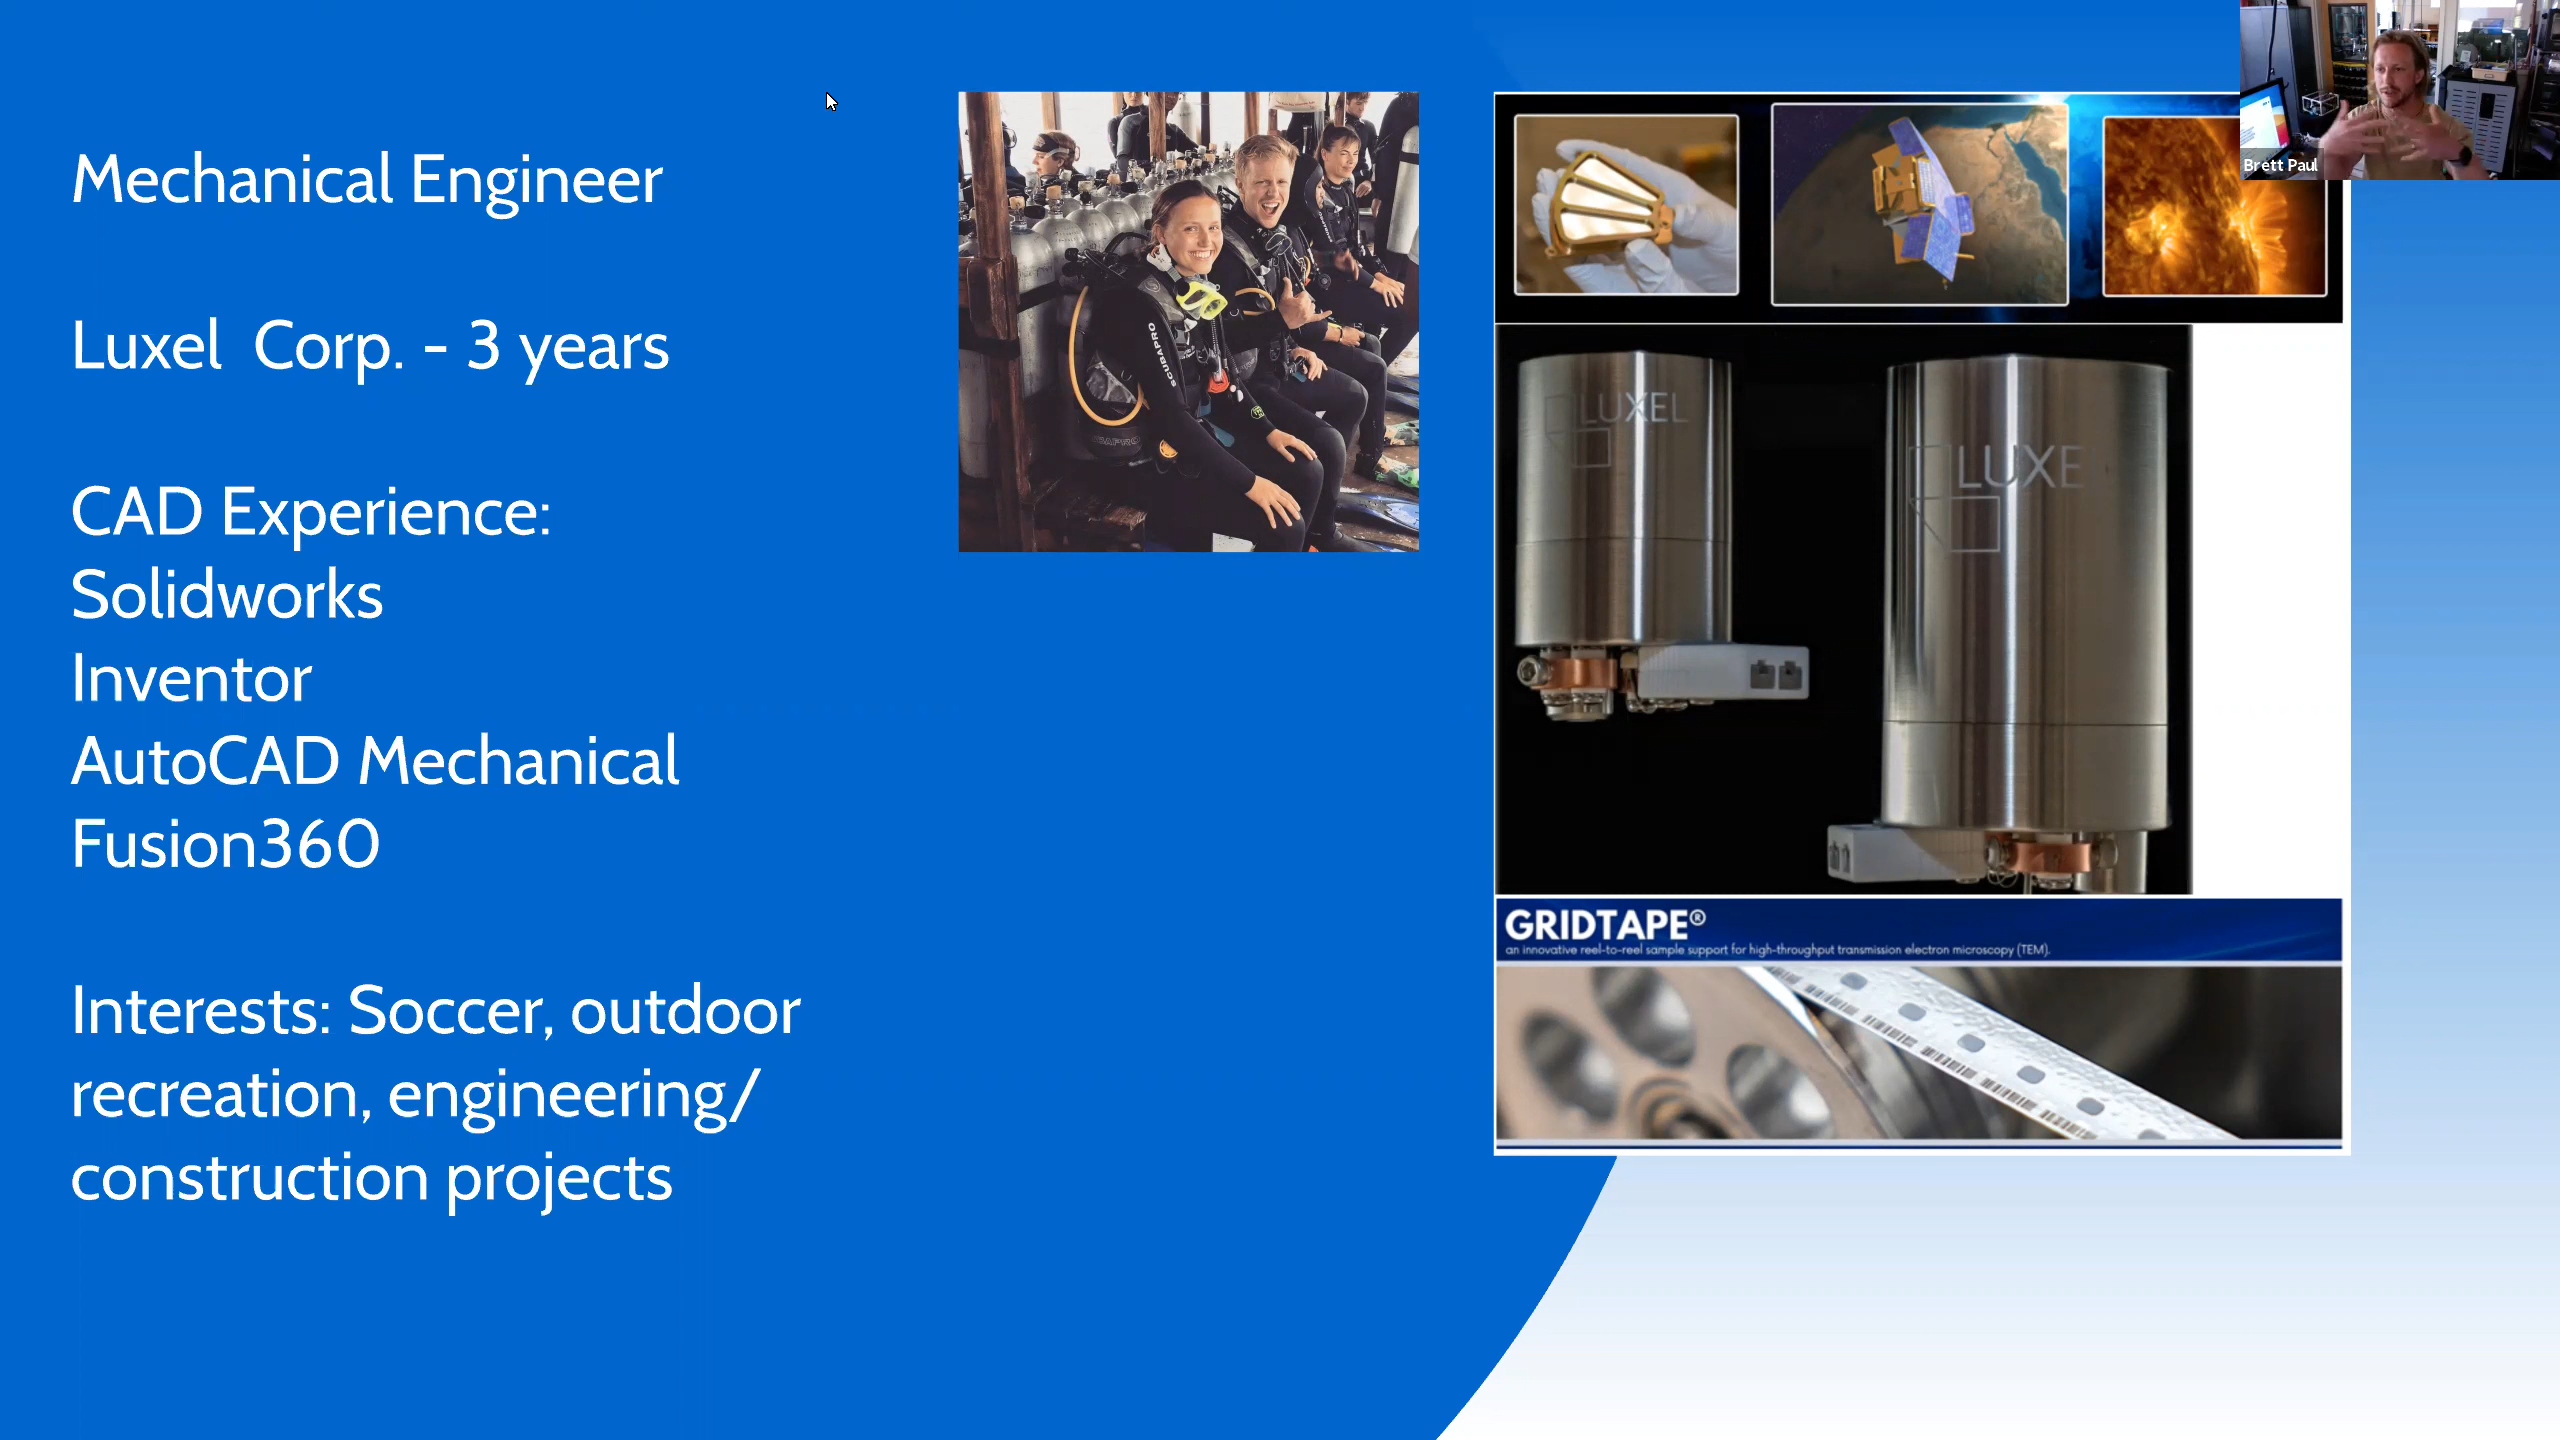 Mechanical Engineer
Luxel Corp. - 3 years
CAD Experience:
Solidworks
Inventor
AutoCAD Mechanical
Fusion360
Interests: Soccer, outdoor
recreation, engineering/
construction projects
SCUBAPRO
LUXEL
LUXE
GRIDTAPE®
an innovative reel-to-reel sample support for high-throughput transmission electron microscopy (TEM).
Brett Paul